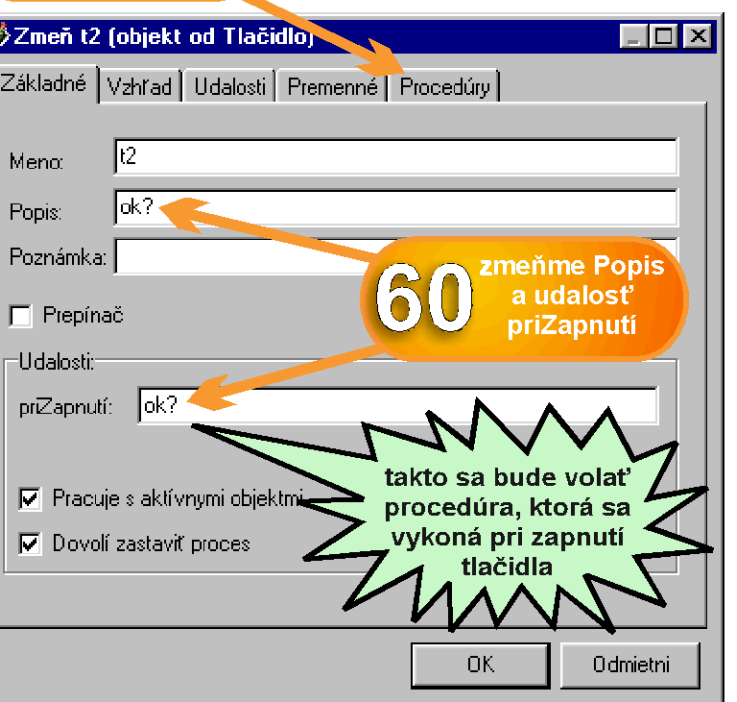 Zmeň t2 (objekt od Tlačidlo)
Základné Vzhľad Udalosti Premenné Procedúry
Meno: t2
Popis: ok?
Poznámka:
60 zmeňme Popis
a udalosť
priZapnutí
Prepínač
Udalosti:
priZapnutí: ok?
takto sa bude volať
procedúra, ktorá sa
vykoná pri zapnutí
tlačidla
Pracuje s aktívnymi objektmi
Dovolí zastaviť proces
OK Odmietni